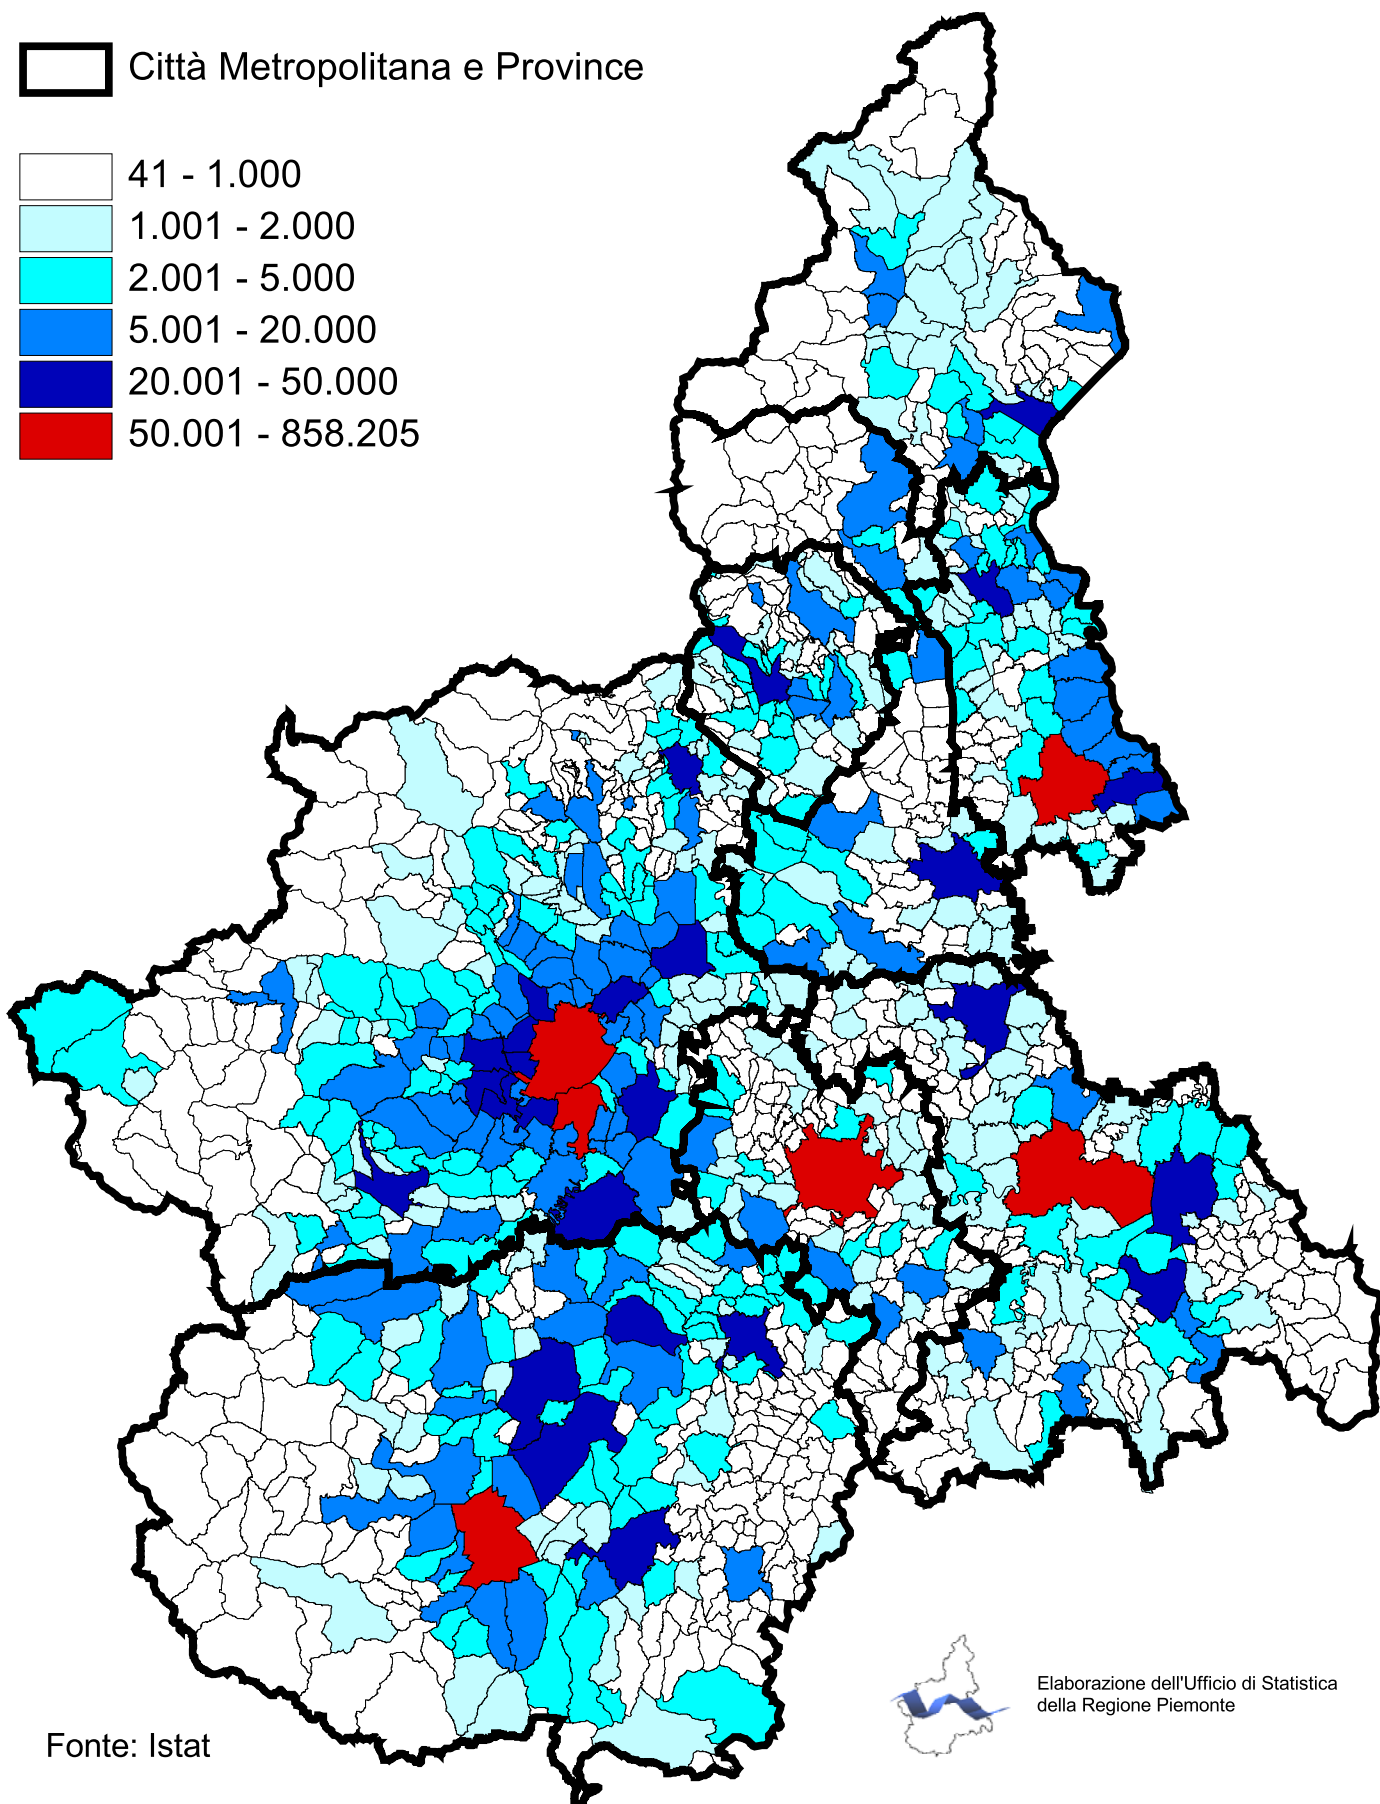 Città Metropolitana e Province
41 - 1.000
1.001 - 2.000
2.001 - 5.000
5.001 - 20.000
20.001 - 50.000
50.001 - 858.205
Elaborazione dell'Ufficio di Statistica
della Regione Piemonte
Fonte: Istat